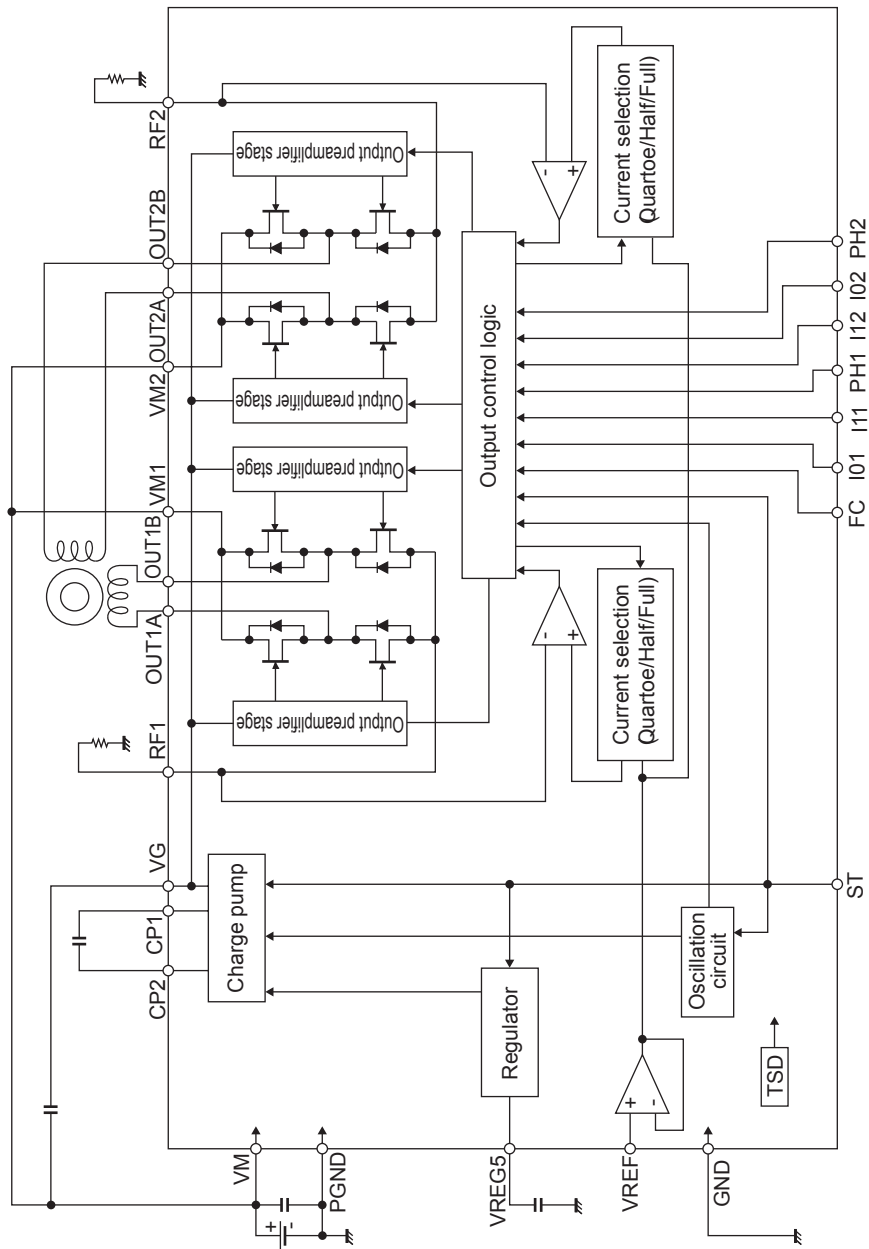 RF2
OUT2B
OUT2A
VM2
VM1
OUT1B
OUT1A
RF1
VG
CP1
CP2
VM
PGND
VREG5
VREF
GND
+
-
Output preamplifier stage
Output preamplifier stage
Output preamplifier stage
Output preamplifier stage
Output control logic
-
+
Current selection
Quartoe/Half/Full)
-
+
Current selection
Quartoe/Half/Full)
Charge pump
Regulator
Oscillation
circuit
TSD
+
-
PH2
I02
I12
PH1
I11
I01
FC
ST